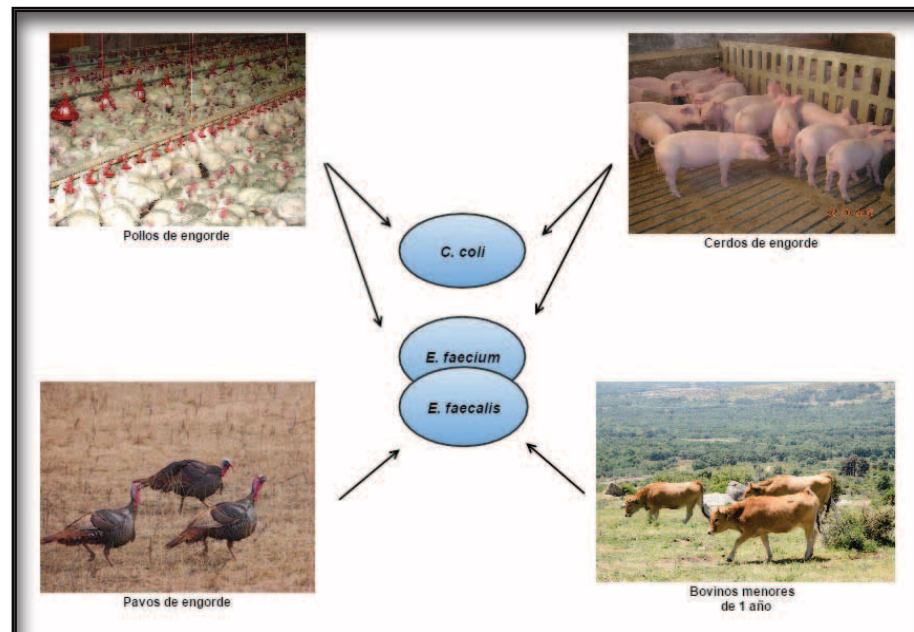 Pollos de engorde
Cerdos de engorde
C. coli
E. faecium
E. faecalis
Pavos de engorde
Bovinos menores
de 1 año